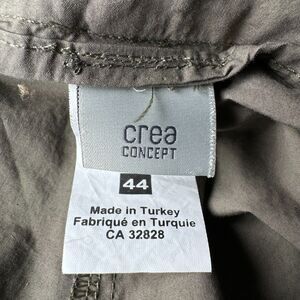 crea
CONCEPT
44
Made in Turkey
Fabriqué en Turquie
CA 32828